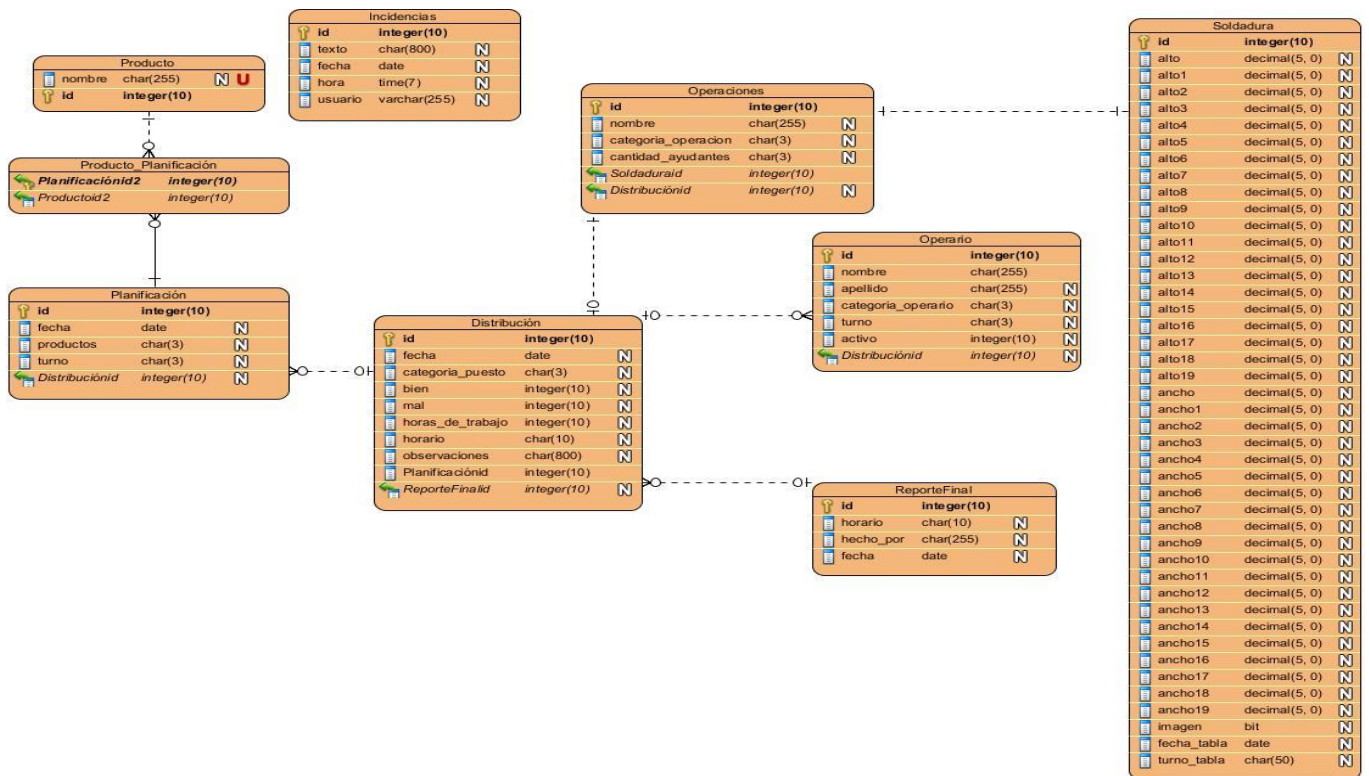 Producto
nombre char(255) N U
id integer(10)
Incidencias
id integer(10)
texto char(800) N
fecha date N
hora time(7) N
usuario varchar(255) N
Producto_Planificación
Planificaciónid2 integer(10)
Productoid2 integer(10)
Planificación
id integer(10)
fecha date N
productos char(3) N
turno char(3) N
Distribuciónid integer(10) N
Operaciones
id integer(10)
nombre char(255) N
categoria_operacion char(3) N
cantidad_ayudantes char(3) N
Soldaduraid integer(10)
Distribuciónid integer(10) N
Operario
id integer(10)
nombre char(255)
apellido char(255) N
categoria_operario char(3) N
turno char(3) N
activo integer(10) N
Distribuciónid integer(10) N
Distribución
id integer(10)
fecha date N
categoria_puesto char(3) N
bien integer(10) N
mal integer(10) N
horas_de_trabajo integer(10) N
horario char(10) N
observaciones char(800) N
Planificaciónid integer(10)
ReporteFinalid integer(10) N
ReporteFinal
id integer(10)
horario char(10) N
hecho_por char(255) N
fecha date N
Soldadura
id integer(10)
alto decimal(5, 0) N
alto1 decimal(5, 0) N
alto2 decimal(5, 0) N
alto3 decimal(5, 0) N
alto4 decimal(5, 0) N
alto5 decimal(5, 0) N
alto6 decimal(5, 0) N
alto7 decimal(5, 0) N
alto8 decimal(5, 0) N
alto9 decimal(5, 0) N
alto10 decimal(5, 0) N
alto11 decimal(5, 0) N
alto12 decimal(5, 0) N
alto13 decimal(5, 0) N
alto14 decimal(5, 0) N
alto15 decimal(5, 0) N
alto16 decimal(5, 0) N
alto17 decimal(5, 0) N
alto18 decimal(5, 0) N
alto19 decimal(5, 0) N
ancho decimal(5, 0) N
ancho1 decimal(5, 0) N
ancho2 decimal(5, 0) N
ancho3 decimal(5, 0) N
ancho4 decimal(5, 0) N
ancho5 decimal(5, 0) N
ancho6 decimal(5, 0) N
ancho7 decimal(5, 0) N
ancho8 decimal(5, 0) N
ancho9 decimal(5, 0) N
ancho10 decimal(5, 0) N
ancho11 decimal(5, 0) N
ancho12 decimal(5, 0) N
ancho13 decimal(5, 0) N
ancho14 decimal(5, 0) N
ancho15 decimal(5, 0) N
ancho16 decimal(5, 0) N
ancho17 decimal(5, 0) N
ancho18 decimal(5, 0) N
ancho19 decimal(5, 0) N
imagen bit N
fecha_tabla date N
turno_tabla char(50) N